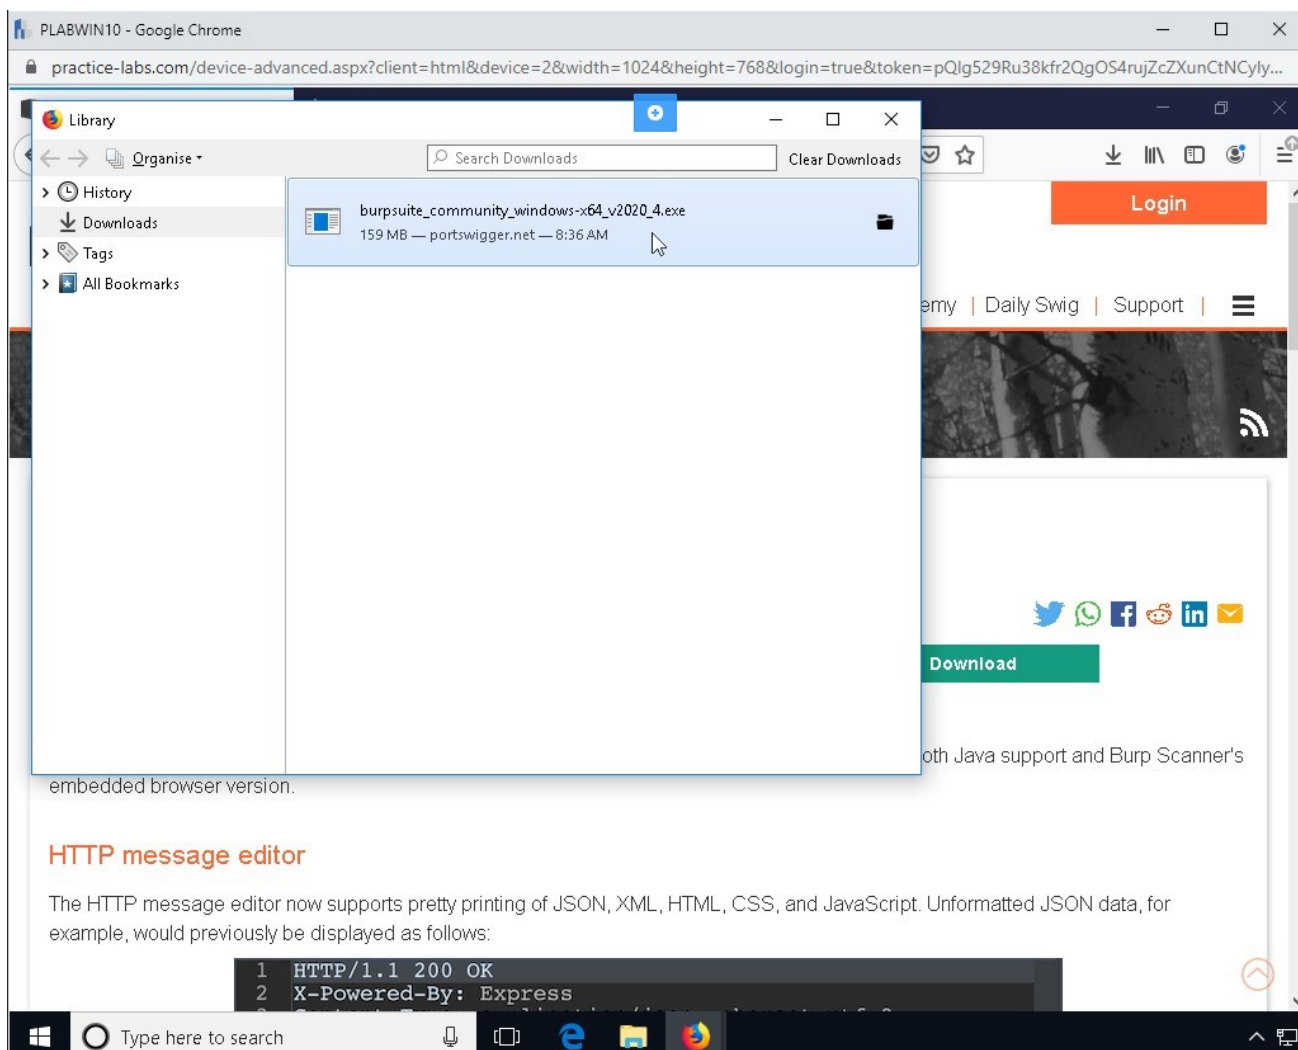 PLABWIN10 - Google Chrome
practice-labs.com/device-advanced.aspx?client=html&device=2&width=1024&height=768&login=true&token=pQlg529Ru38kfr2QgOS4rujZcZXunCtNCyly...
Library
Organise
Search Downloads
Clear Downloads
History
Downloads
Tags
All Bookmarks
burpsuite_community_windows-x64_v2020_4.exe
159 MB — portswigger.net — 8:36 AM
Login
emy | Daily Swig | Support |
Download
oth Java support and Burp Scanner's
embedded browser version.
HTTP message editor
The HTTP message editor now supports pretty printing of JSON, XML, HTML, CSS, and JavaScript. Unformatted JSON data, for
example, would previously be displayed as follows:
1 HTTP/1.1 200 OK
2 X-Powered-By: Express
Type here to search